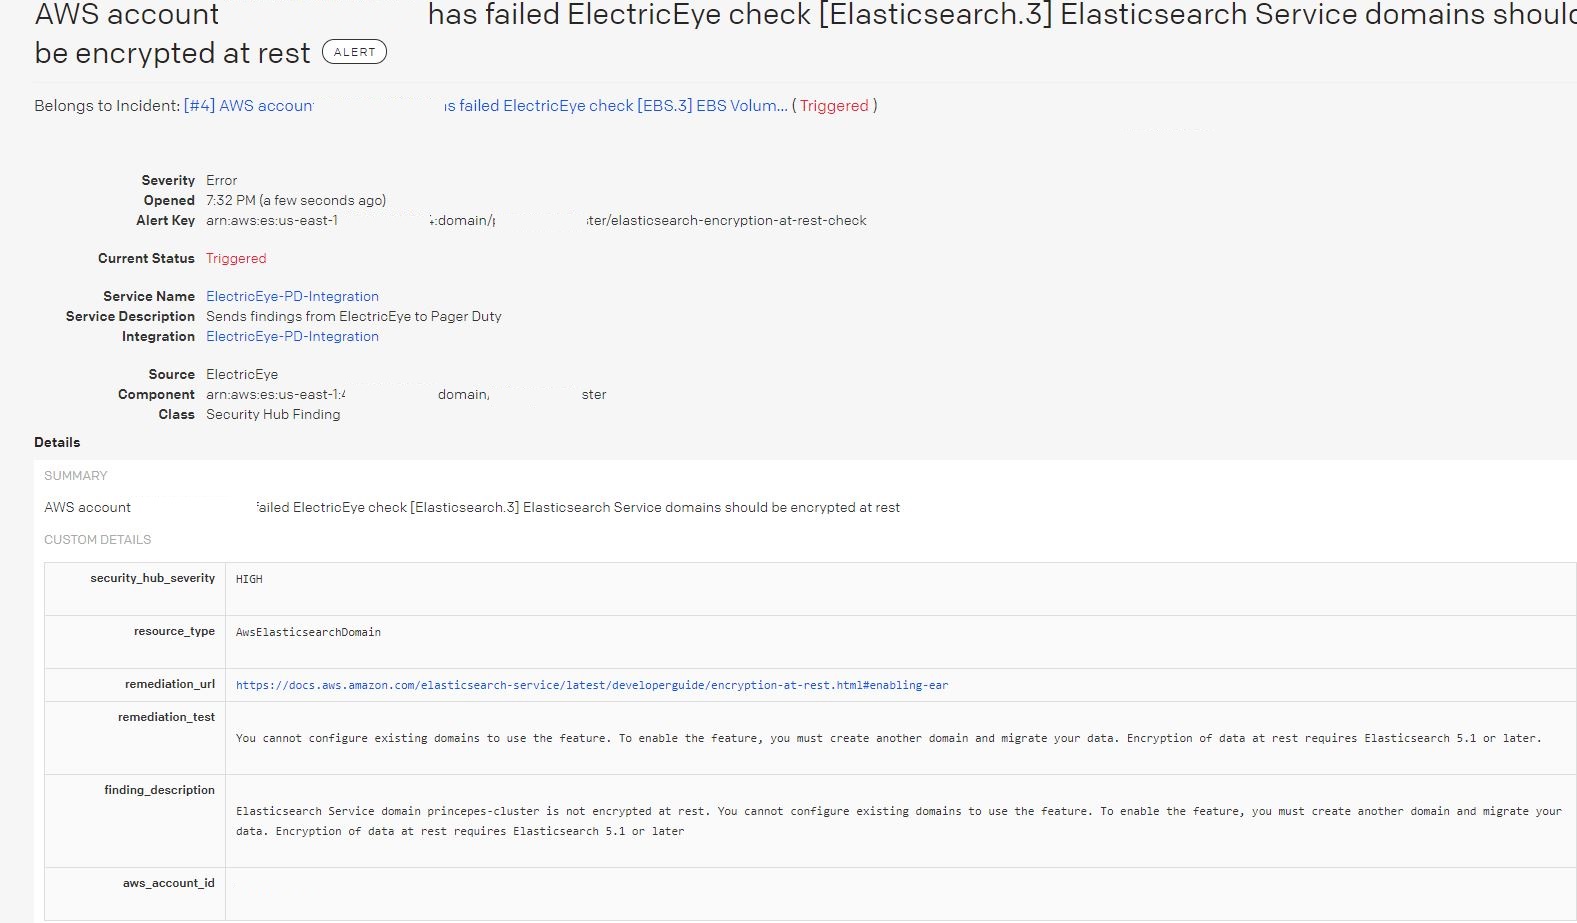 AWS account has failed ElectricEye check [Elasticsearch.3] Elasticsearch Service domains should
be encrypted at rest ALERT
Belongs to Incident: [#4] AWS accoun as failed ElectricEye check [EBS.3] EBS Volum... ( Triggered )
Severity Error
Opened 7:32 PM (a few seconds ago)
Alert Key arn:aws:es:us-east-1 :domain/ ter/elasticsearch-encryption-at-rest-check
Current Status Triggered
Service Name ElectricEye-PD-Integration
Service Description Sends findings from ElectricEye to Pager Duty
Integration ElectricEye-PD-Integration
Source ElectricEye
Component arn:aws:es:us-east-1: domain, ster
Class Security Hub Finding
Details
SUMMARY
AWS account failed ElectricEye check [Elasticsearch.3] Elasticsearch Service domains should be encrypted at rest
CUSTOM DETAILS
security_hub_severity HIGH
resource_type AwsElasticsearchDomain
remediation_url https://docs.aws.amazon.com/elasticsearch-service/latest/developerguide/encryption-at-rest.html#enabling-ear
remediation_test You cannot configure existing domains to use the feature. To enable the feature, you must create another domain and migrate your data. Encryption of data at rest requires Elasticsearch 5.1 or later.
finding_description
Elasticsearch Service domain princepes-cluster is not encrypted at rest. You cannot configure existing domains to use the feature. To enable the feature, you must create another domain and migrate your
data. Encryption of data at rest requires Elasticsearch 5.1 or later
aws_account_id